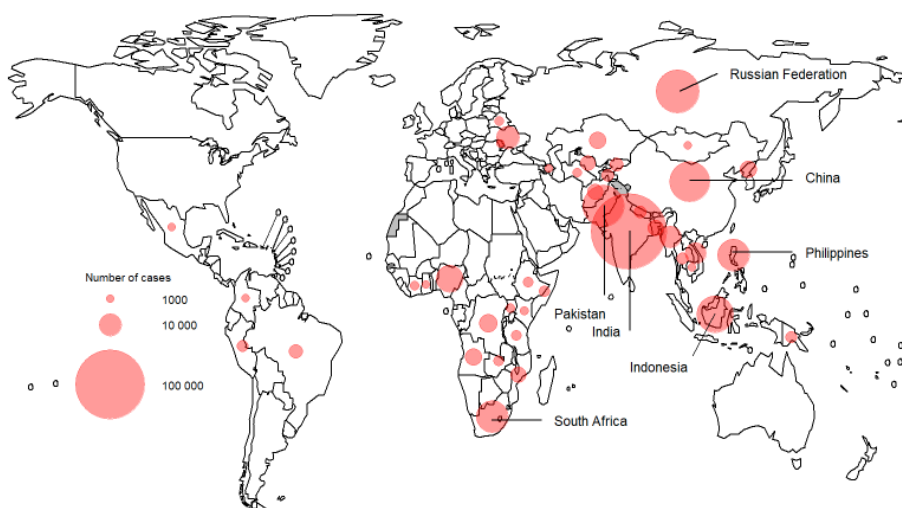 Russian Federation
China
Philippines
Number of cases
1000
10 000
100 000
Pakistan
India
Indonesia
South Africa